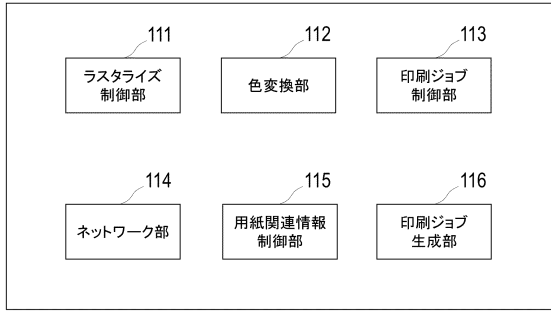 111
112
113
ラスタライズ
制御部
色変換部
印刷ジョブ
制御部
114
115
116
ネットワーク部
用紙関連情報
制御部
印刷ジョブ
生成部